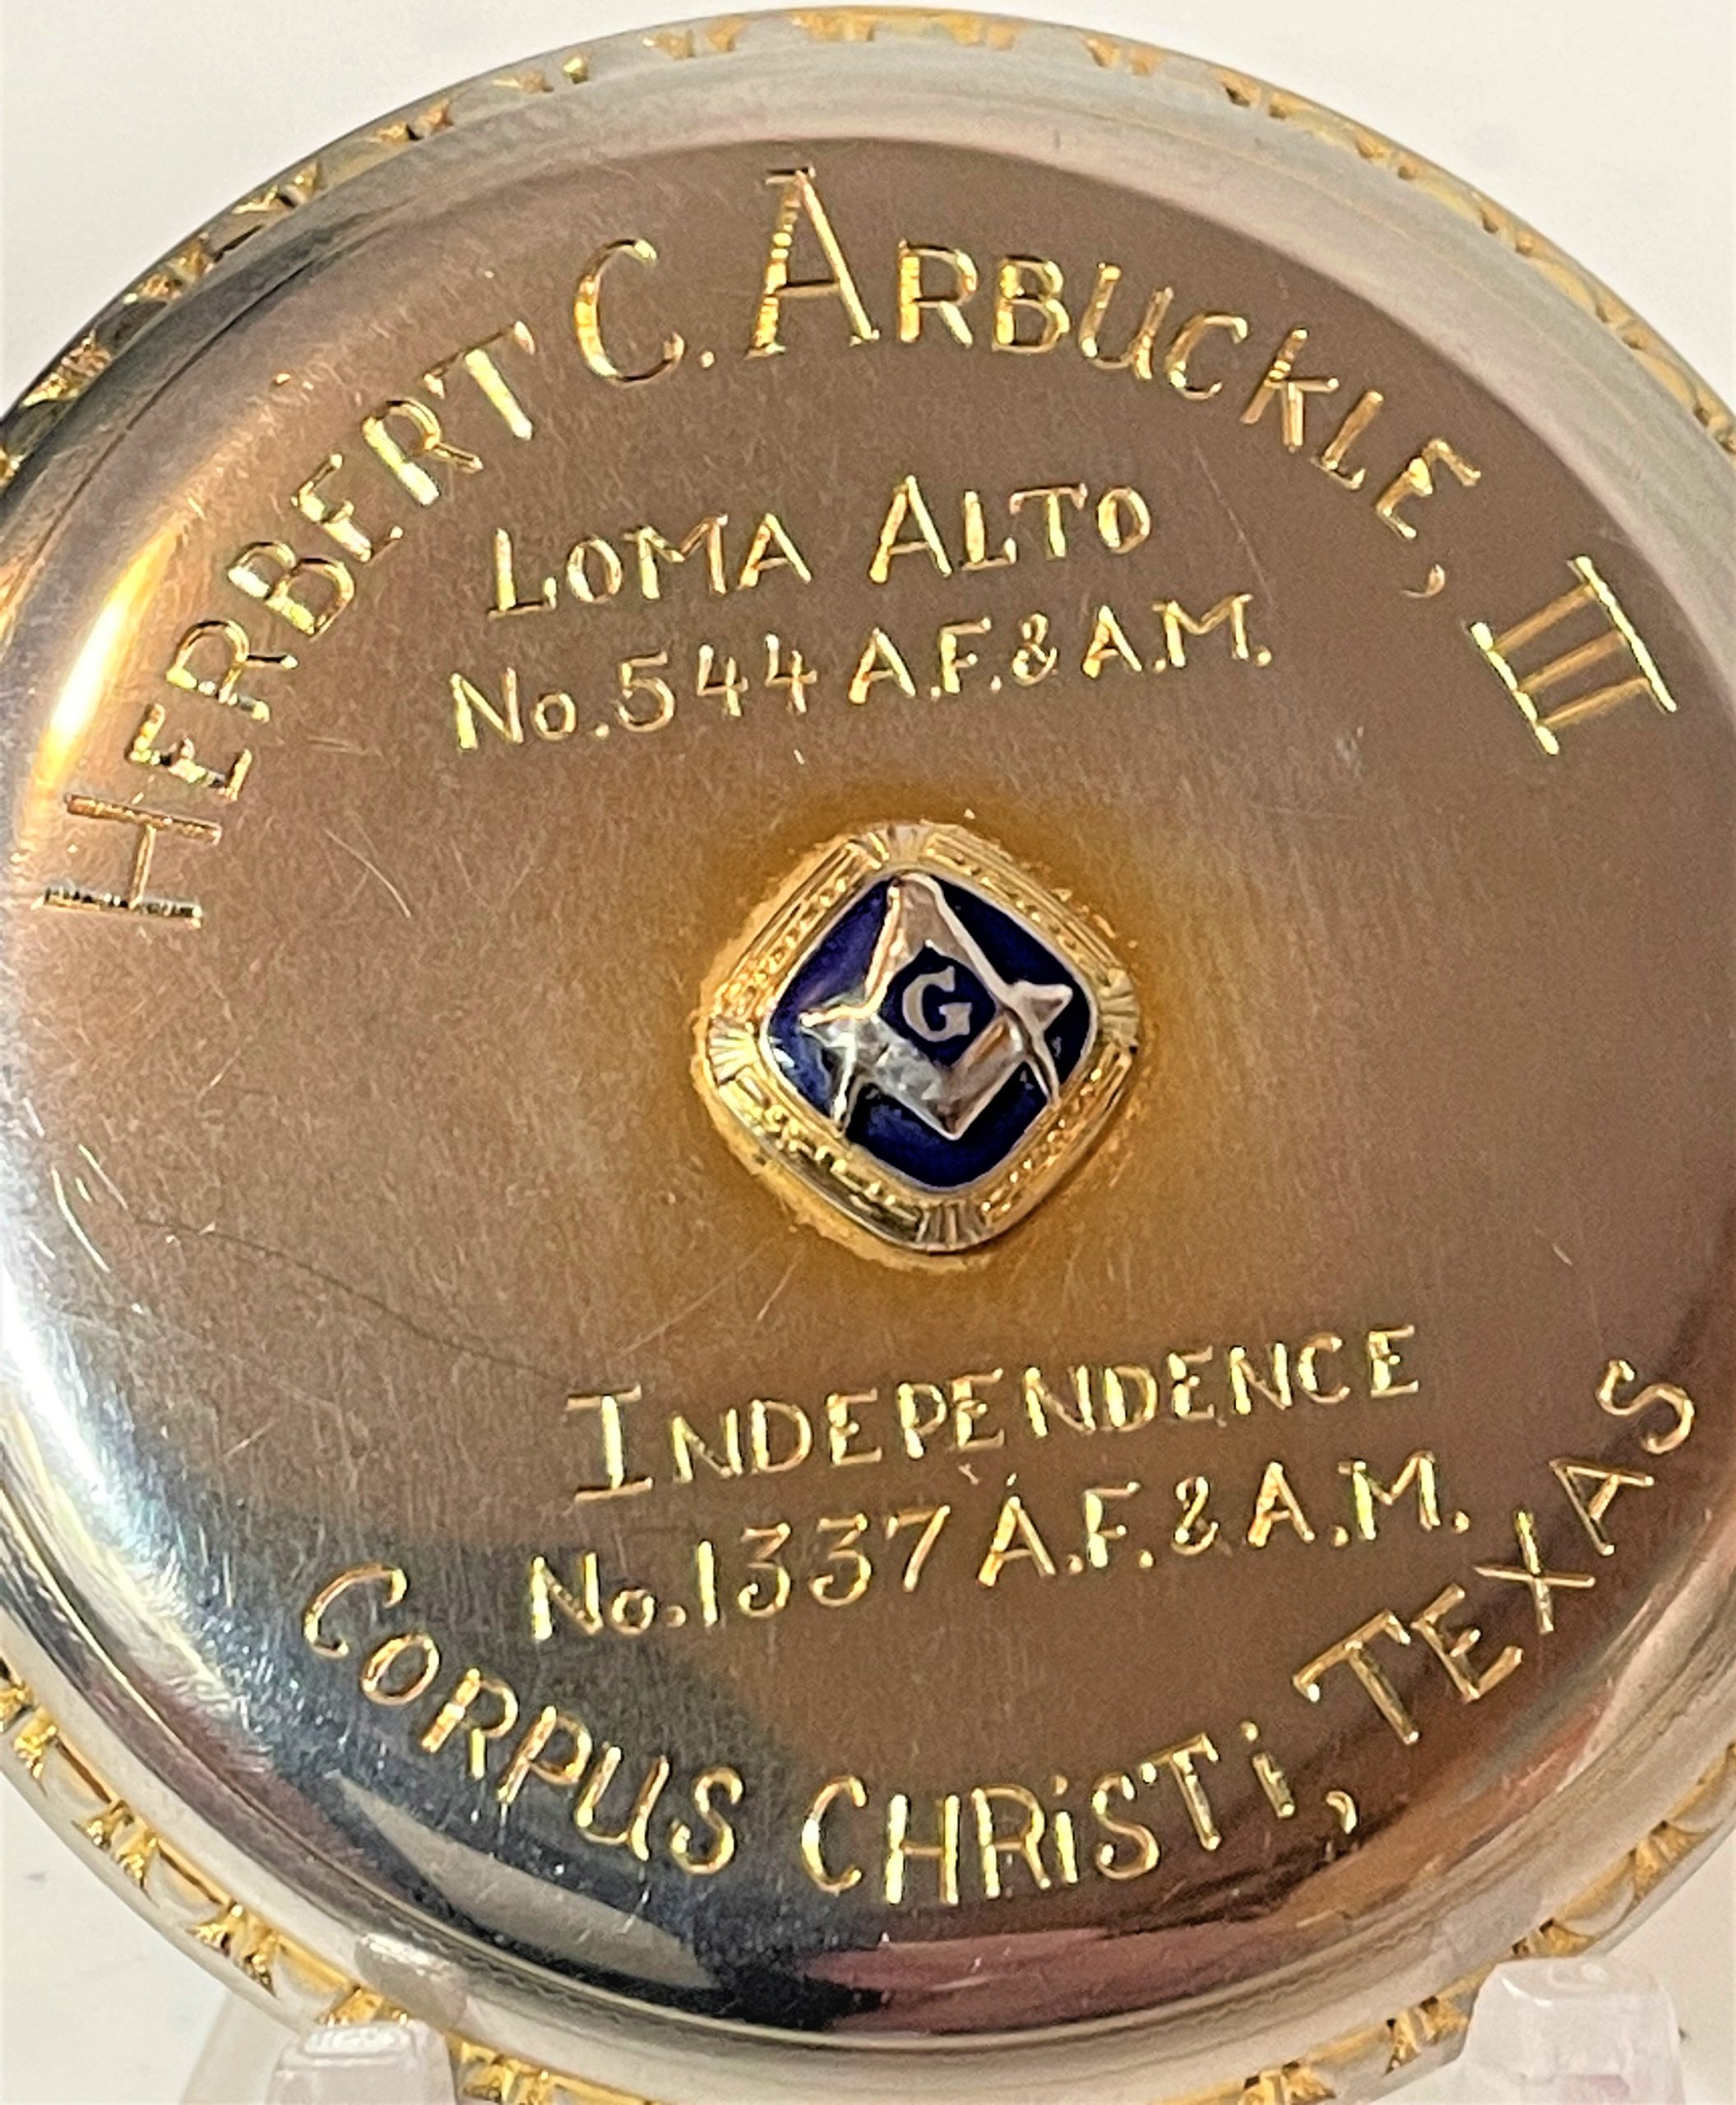 HERBERT C. ARBUCKLE, III
LOMA ALTO
No. 544 A.F. & A.M.
G
INDEPENDENCE
No. 1337 A.F. & A.M.
CORPUS CHRiSTi, TEXAS